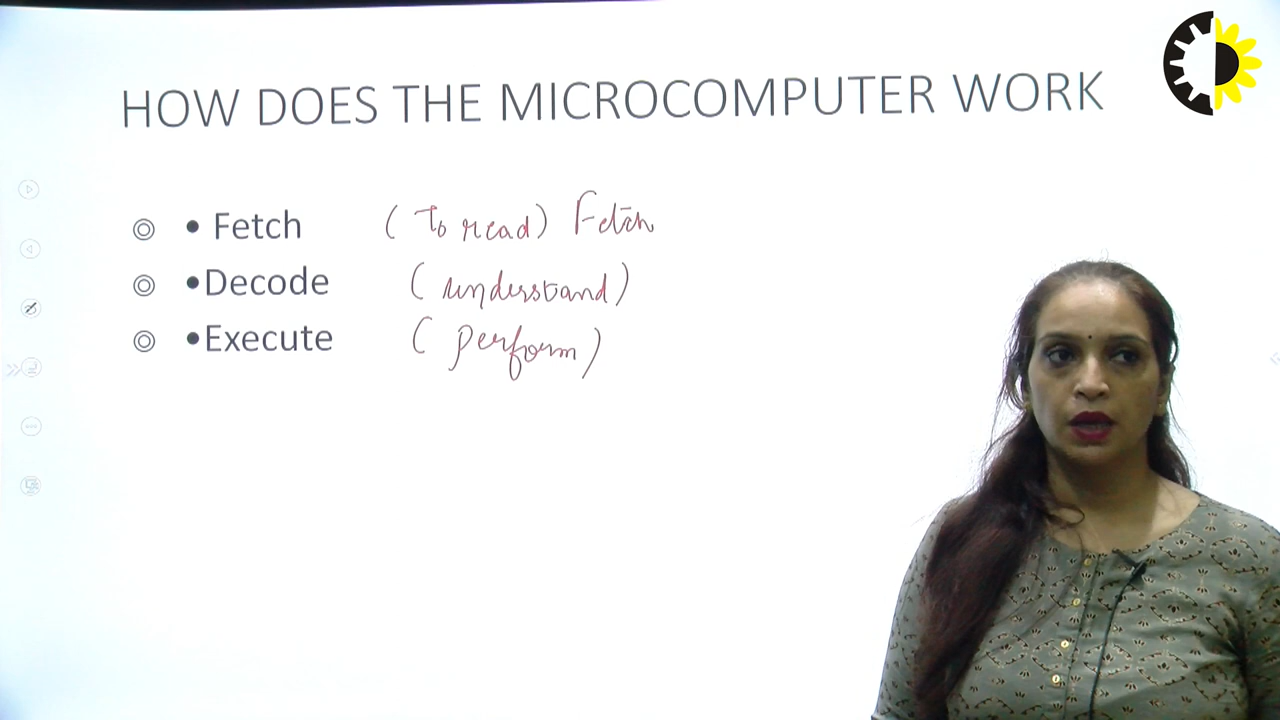 HOW DOES THE MICROCOMPUTER WORK
• Fetch (To read) Fetch
• Decode (understand)
• Execute (perform)